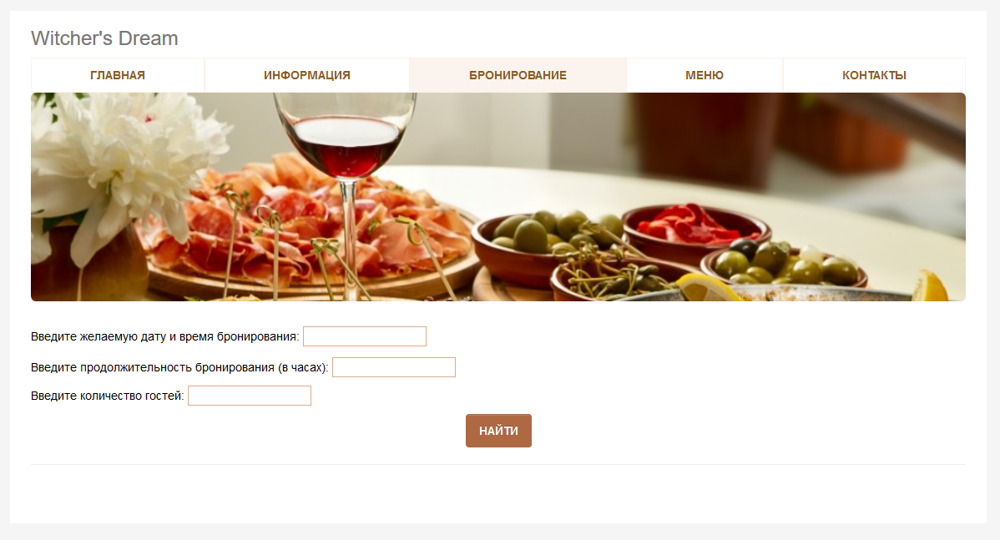 Witcher's Dream
ГЛАВНАЯ ИНФОРМАЦИЯ БРОНИРОВАНИЕ МЕНЮ КОНТАКТЫ
Введите желаемую дату и время бронирования:
Введите продолжительность бронирования (в часах):
Введите количество гостей:
НАЙТИ